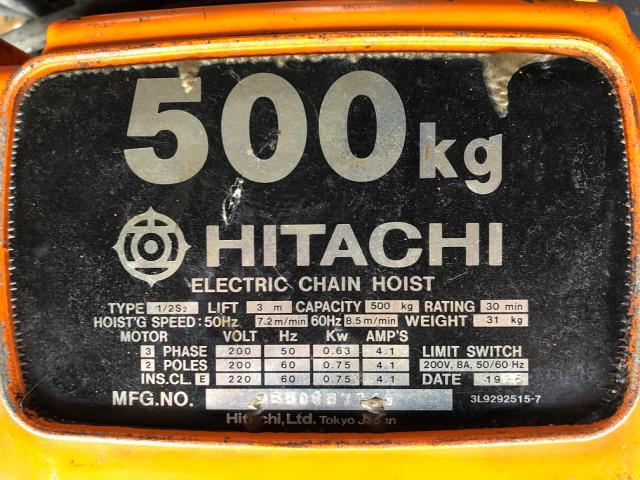 500kg
HITACHI
ELECTRIC CHAIN HOIST
TYPE 1/2S2 LIFT 3 m CAPACITY 500 kg RATING 30 min
HOIST'G SPEED: 50Hz 7.2 m/min 60Hz 8.5 m/min WEIGHT 31 kg
MOTOR VOLT Hz Kw AMP'S
3 PHASE 200 50 0.63 4.1 LIMIT SWITCH
2 POLES 200 60 0.75 4.1 200V, 8A, 50/60 Hz
INS.CL. E 220 60 0.75 4.1 DATE
MFG.NO. 3L9292515-7
Hitachi, Ltd. Tokyo Japan